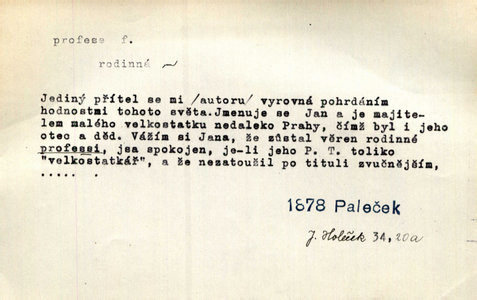 profese f.
rodinná ~
Jediný přítel se mi /autoru/ vyrovná pohrdáním
hodnostmi tohoto světa. Jmenuje se Jan a je majite-
lem malého velkostatku nedaleko Prahy, čímž byl i jeho
otec a děd. Vážím si Jana, že zůstal věren rodinné
professi, jsa spokojen, je-li jeho P. T. toliko
"velkostatkář", a že nezatoužil po tituli zvučnějším,
..... .
1878 Paleček
J. Holeček 34, 20a